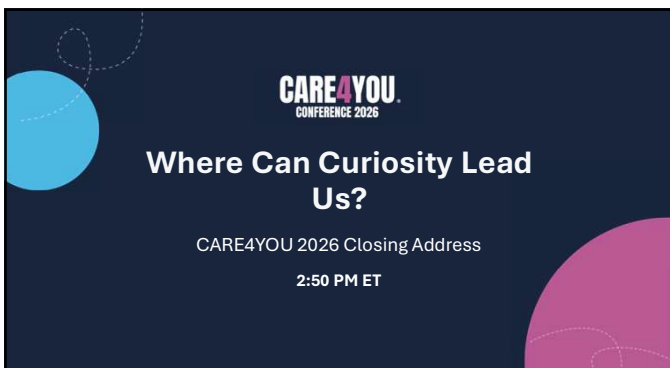 CARE4YOU.
CONFERENCE 2026
Where Can Curiosity Lead
Us?
CARE4YOU 2026 Closing Address
2:50 PM ET